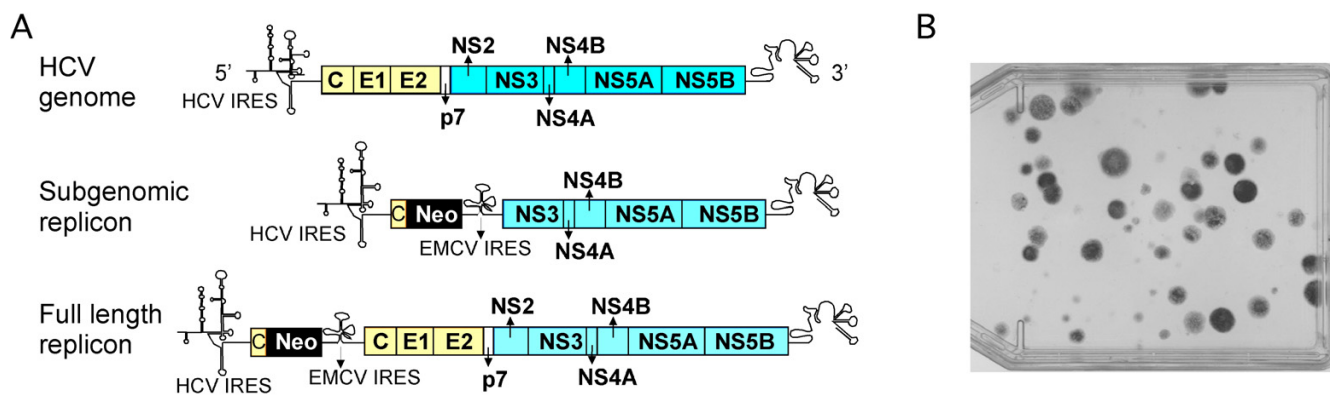 A
B
HCV
genome
5’
HCV IRES
C E1 E2 NS3 NS5A NS5B
NS2 NS4B
p7 NS4A
3’
Subgenomic
replicon
HCV IRES
C Neo NS3 NS5A NS5B
EMCV IRES
NS4B
NS4A
Full length
replicon
HCV IRES
C Neo C E1 E2 NS3 NS5A NS5B
EMCV IRES
NS2 NS4B
p7 NS4A